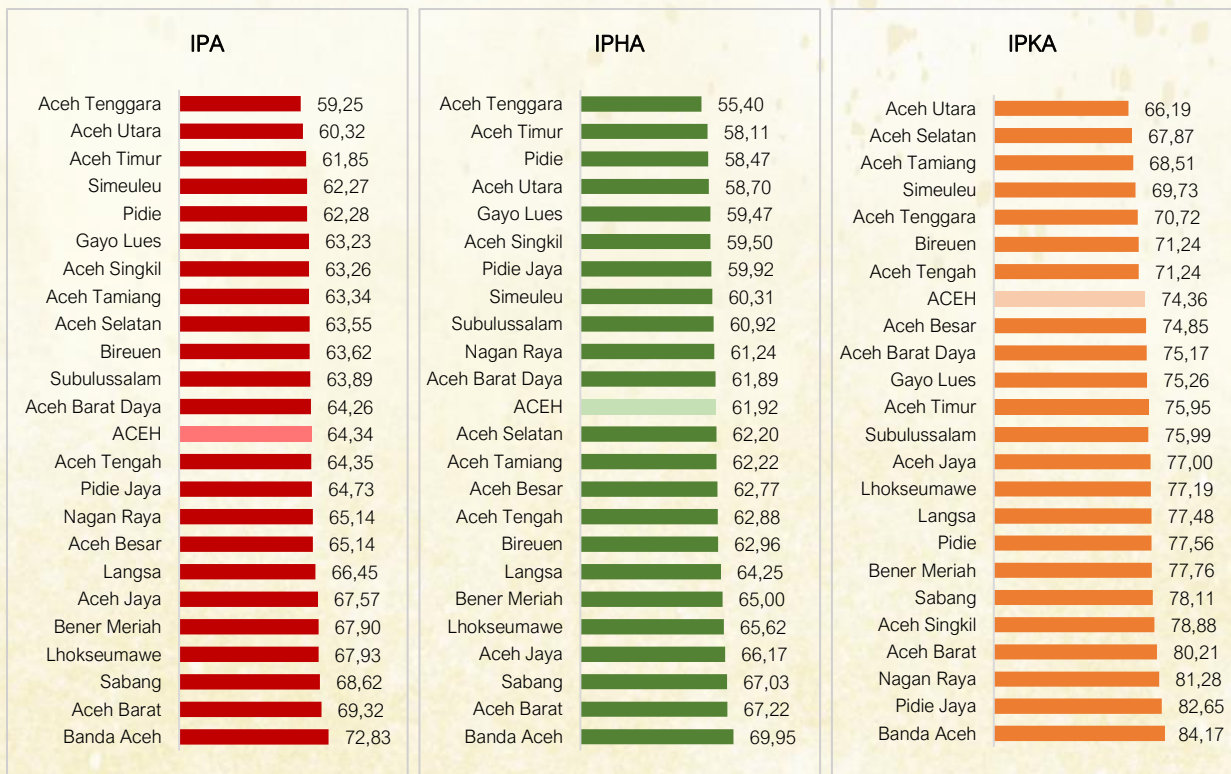 IPA
Aceh Tenggara 59,25
Aceh Utara 60,32
Aceh Timur 61,85
Simeuleu 62,27
Pidie 62,28
Gayo Lues 63,23
Aceh Singkil 63,26
Aceh Tamiang 63,34
Aceh Selatan 63,55
Bireuen 63,62
Subulussalam 63,89
Aceh Barat Daya 64,26
ACEH 64,34
Aceh Tengah 64,35
Pidie Jaya 64,73
Nagan Raya 65,14
Aceh Besar 65,14
Langsa 66,45
Aceh Jaya 67,57
Bener Meriah 67,90
Lhokseumawe 67,93
Sabang 68,62
Aceh Barat 69,32
Banda Aceh 72,83
IPHA
Aceh Tenggara 55,40
Aceh Timur 58,11
Pidie 58,47
Aceh Utara 58,70
Gayo Lues 59,47
Aceh Singkil 59,50
Pidie Jaya 59,92
Simeuleu 60,31
Subulussalam 60,92
Nagan Raya 61,24
Aceh Barat Daya 61,89
ACEH 61,92
Aceh Selatan 62,20
Aceh Tamiang 62,22
Aceh Besar 62,77
Aceh Tengah 62,88
Bireuen 62,96
Langsa 64,25
Bener Meriah 65,00
Lhokseumawe 65,62
Aceh Jaya 66,17
Sabang 67,03
Aceh Barat 67,22
Banda Aceh 69,95
IPKA
Aceh Utara 66,19
Aceh Selatan 67,87
Aceh Tamiang 68,51
Simeuleu 69,73
Aceh Tenggara 70,72
Bireuen 71,24
Aceh Tengah 71,24
ACEH 74,36
Aceh Besar 74,85
Aceh Barat Daya 75,17
Gayo Lues 75,26
Aceh Timur 75,95
Subulussalam 75,99
Aceh Jaya 77,00
Lhokseumawe 77,19
Langsa 77,48
Pidie 77,56
Bener Meriah 77,76
Sabang 78,11
Aceh Singkil 78,88
Aceh Barat 80,21
Nagan Raya 81,28
Pidie Jaya 82,65
Banda Aceh 84,17